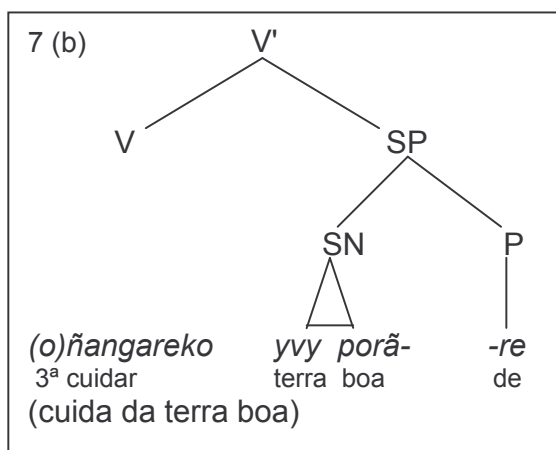 7 (b)
V'
V SP
SN P
(o)ñangareko yvy porã- -re
3ª cuidar terra boa de
(cuida da terra boa)